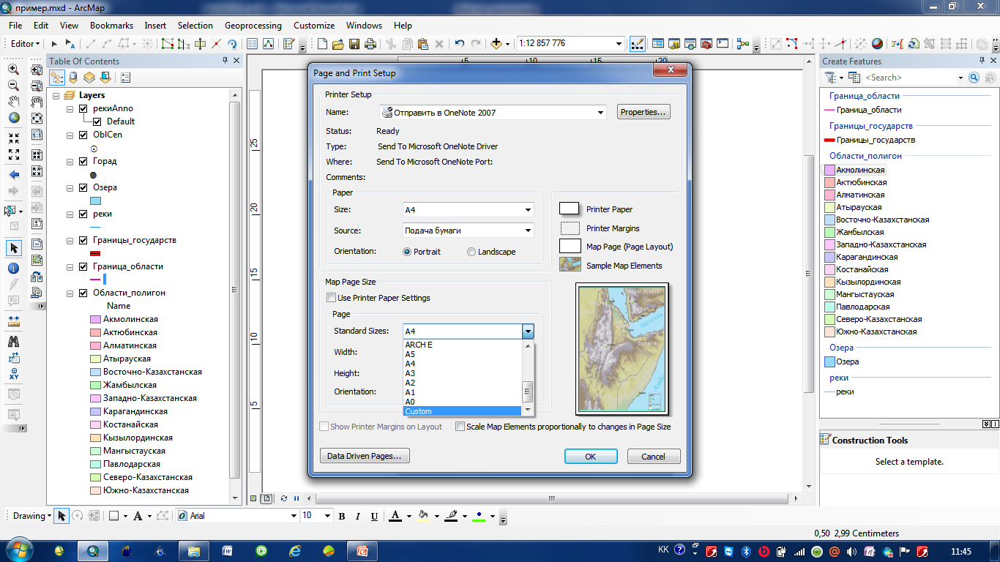 пример.mxd - ArcMap
File Edit View Bookmarks Insert Selection Geoprocessing Customize Windows Help
Editor
1:12 857 776
Table Of Contents
Layers
рекиAnno
Default
OblCen
Горад
Озера
реки
Границы_государств
Граница_области
Области_полигон
Name
Акмолинская
Актюбинская
Алматинская
Атырауская
Восточно-Казахстанская
Жамбылская
Западно-Казахстанская
Карагандинская
Костанайская
Кызылординская
Мангыстауская
Павлодарская
Северо-Казахстанская
Южно-Казахстанская
5 10 15 20
25
20
15
10
5
Page and Print Setup
Printer Setup
Name: Отправить в OneNote 2007 Properties...
Status: Ready
Type: Send To Microsoft OneNote Driver
Where: Send To Microsoft OneNote Port:
Comments:
Paper
Size: A4
Source: Подача бумаги
Orientation: Portrait Landscape
Printer Paper
Printer Margins
Map Page (Page Layout)
Sample Map Elements
Map Page Size
Use Printer Paper Settings
Page
Standard Sizes: A4
Width:
Height:
Orientation:
ARCH E
A5
A4
A3
A2
A1
A0
Custom
Show Printer Margins on Layout Scale Map Elements proportionally to changes in Page Size
Data Driven Pages... OK Cancel
Create Features
<Search>
Граница_области
Граница_области
Границы_государств
Границы_государств
Области_полигон
Акмолинская
Актюбинская
Алматинская
Атырауская
Восточно-Казахстанская
Жамбылская
Западно-Казахстанская
Карагандинская
Костанайская
Кызылординская
Мангыстауская
Павлодарская
Северо-Казахстанская
Южно-Казахстанская
Озера
Озера
реки
реки
Construction Tools
Select a template.
Drawing A Arial 10 B I U A
0,50 2,99 Centimeters
KK 11:45